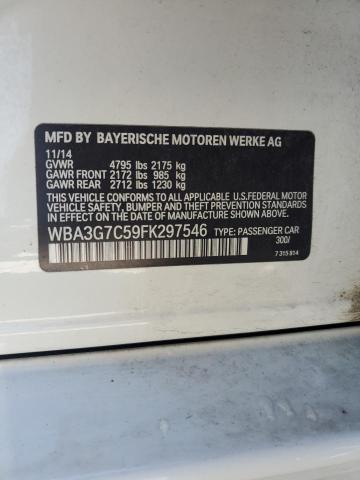 MFD BY BAYERISCHE MOTOREN WERKE AG
11/14
GVWR 4795 lbs 2175 kg
GAWR FRONT 2172 lbs 985 kg
GAWR REAR 2712 lbs 1230 kg
THIS VEHICLE CONFORMS TO ALL APPLICABLE U.S.FEDERAL MOTOR
VEHICLE SAFETY, BUMPER AND THEFT PREVENTION STANDARDS
IN EFFECT ON THE DATE OF MANUFACTURE SHOWN ABOVE.
WBA3G7C59FK297546 TYPE: PASSENGER CAR
300/
7 315 814